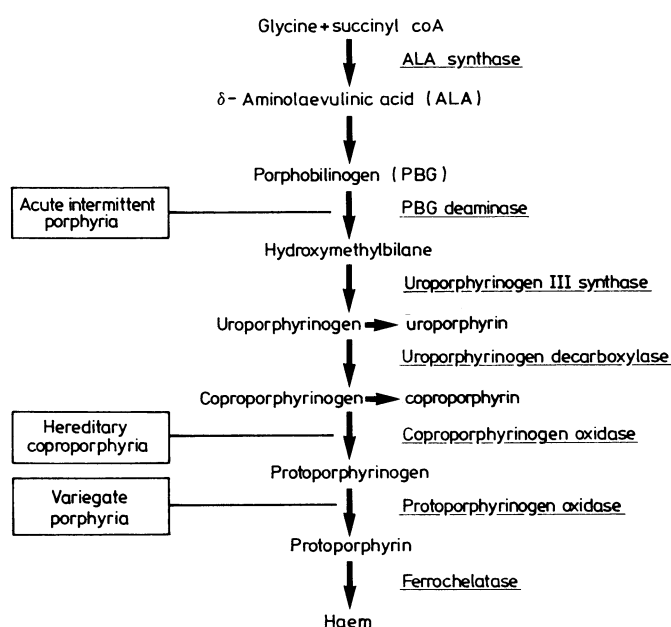 Glycine+succinyl coA
ALA synthase
δ- Aminolaevulinic acid (ALA)
Porphobilinogen (PBG)
Acute intermittent
porphyria
PBG deaminase
Hydroxymethylbilane
Uroporphyrinogen III synthase
Uroporphyrinogen uroporphyrin
Uroporphyrinogen decarboxylase
Coproporphyrinogen coproporphyrin
Hereditary
coproporphyria
Coproporphyrinogen oxidase
Protoporphyrinogen
Variegate
porphyria
Protoporphyrinogen oxidase
Protoporphyrin
Ferrochelatase
Haem